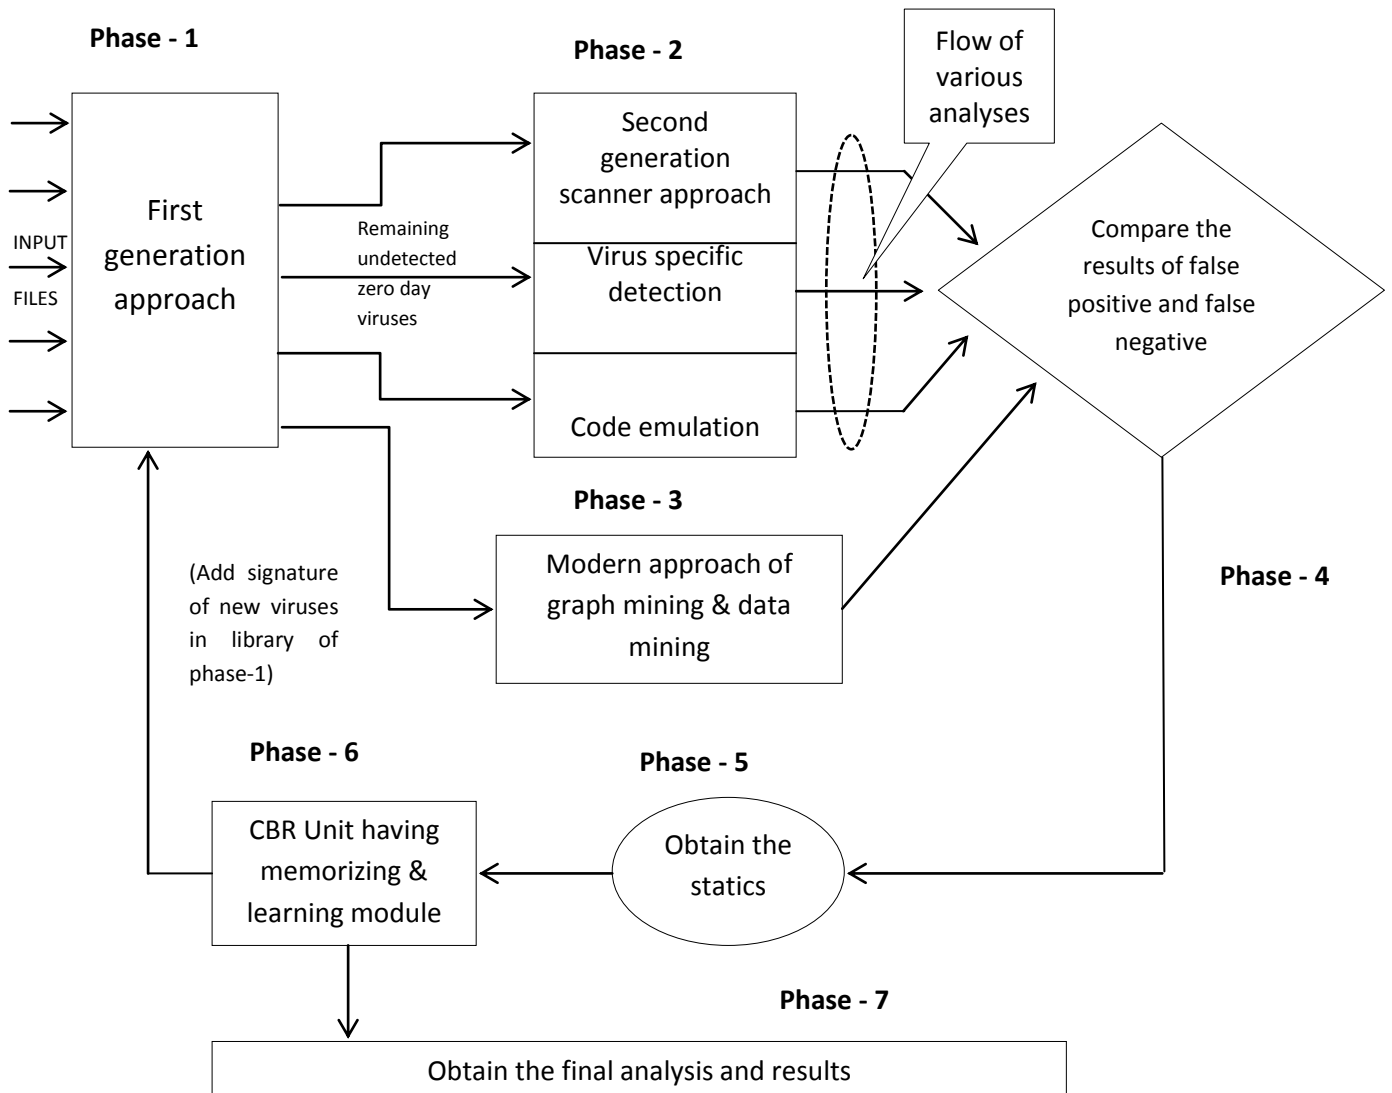 Phase - 1
Phase - 2
Flow of
various
analyses
INPUT
FILES
First
generation
approach
Remaining
undetected
zero day
viruses
Second
generation
scanner approach
Virus specific
detection
Code emulation
Compare the
results of false
positive and false
negative
Phase - 3
Modern approach of
graph mining & data
mining
Phase - 4
(Add signature
of new viruses
in library of
phase-1)
Phase - 6
Phase - 5
CBR Unit having
memorizing &
learning module
Obtain the
statics
Phase - 7
Obtain the final analysis and results